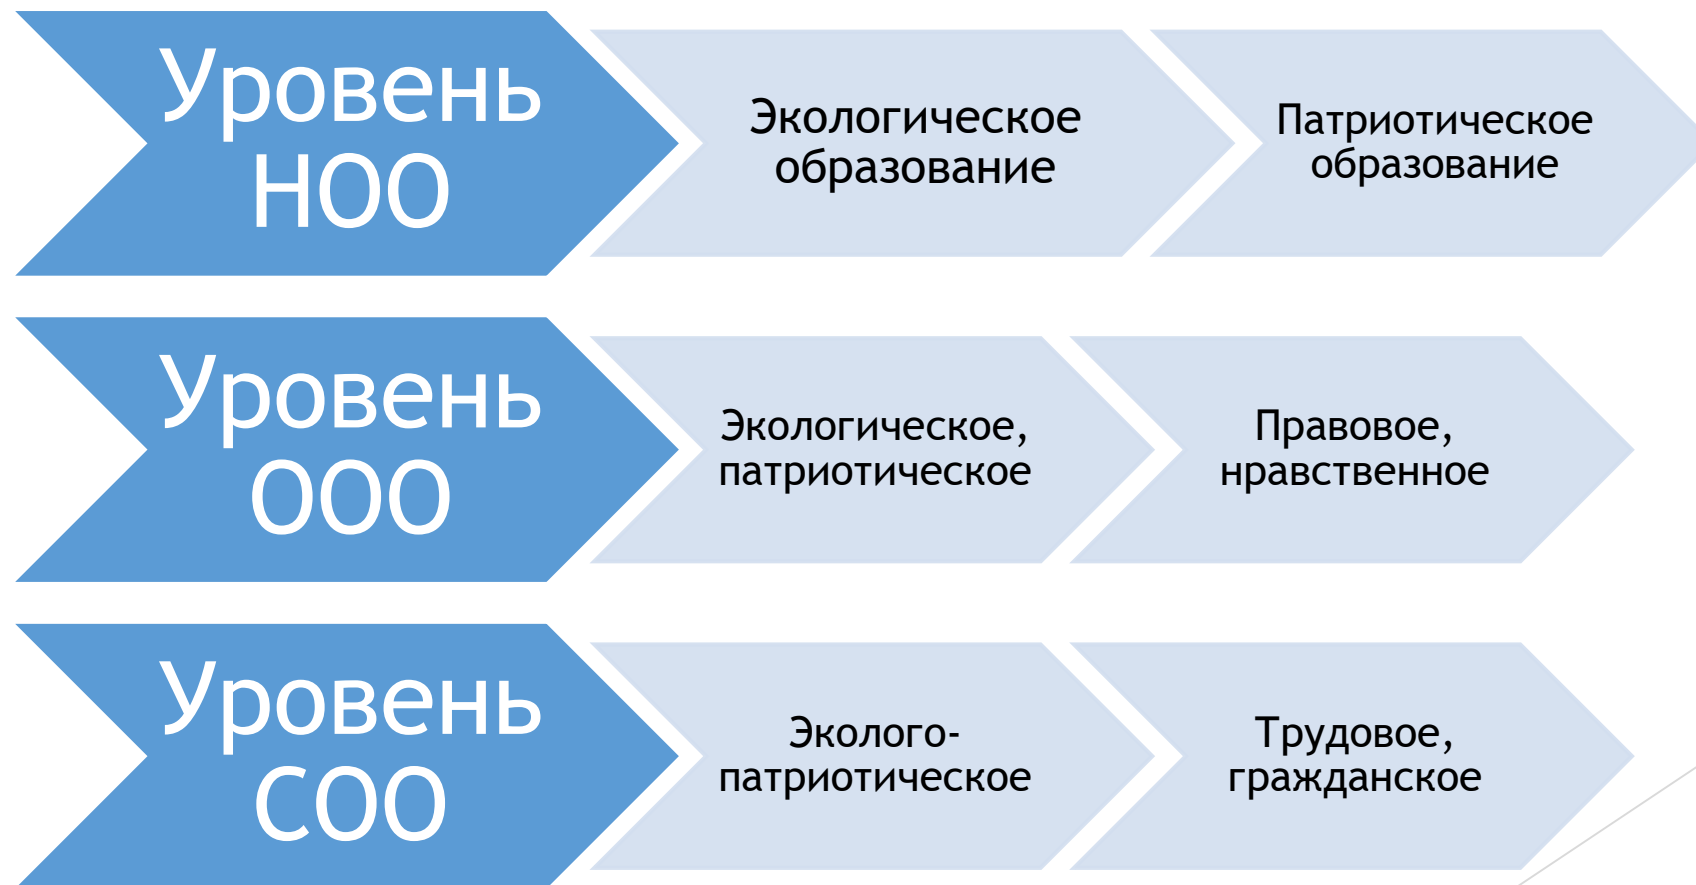 Уровень
НОО
Экологическое
образование
Патриотическое
образование
Уровень
ООО
Экологическое,
патриотическое
Правовое,
нравственное
Уровень
СОО
Эколого-
патриотическое
Трудовое,
гражданское